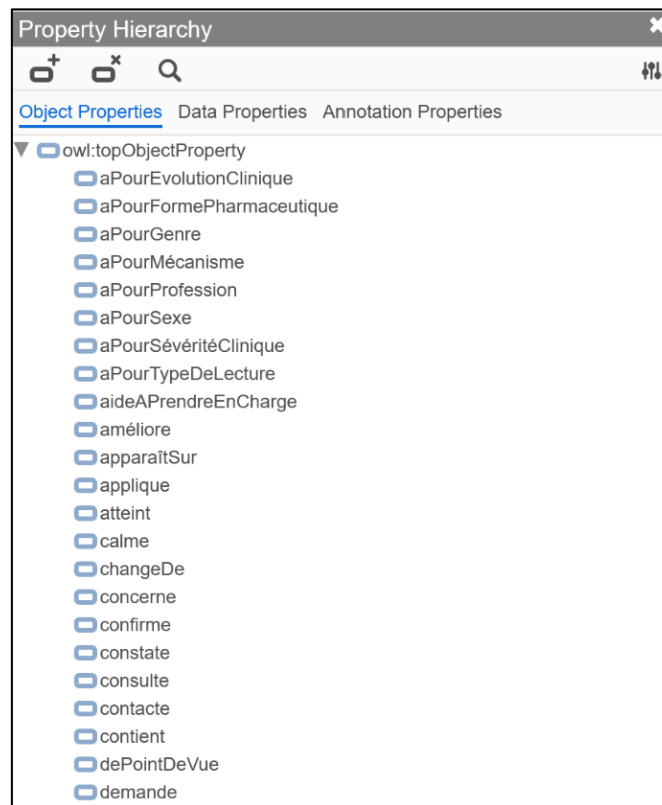 Property Hierarchy
Object Properties Data Properties Annotation Properties
owl:topObjectProperty
aPourEvolutionClinique
aPourFormePharmaceutique
aPourGenre
aPourMécanisme
aPourProfession
aPourSexe
aPourSévéritéClinique
aPourTypeDeLecture
aideAPrendreEnCharge
améliore
apparaîtSur
applique
atteint
calme
changeDe
concerne
confirme
constate
consulte
contacte
contient
dePointDeVue
demande